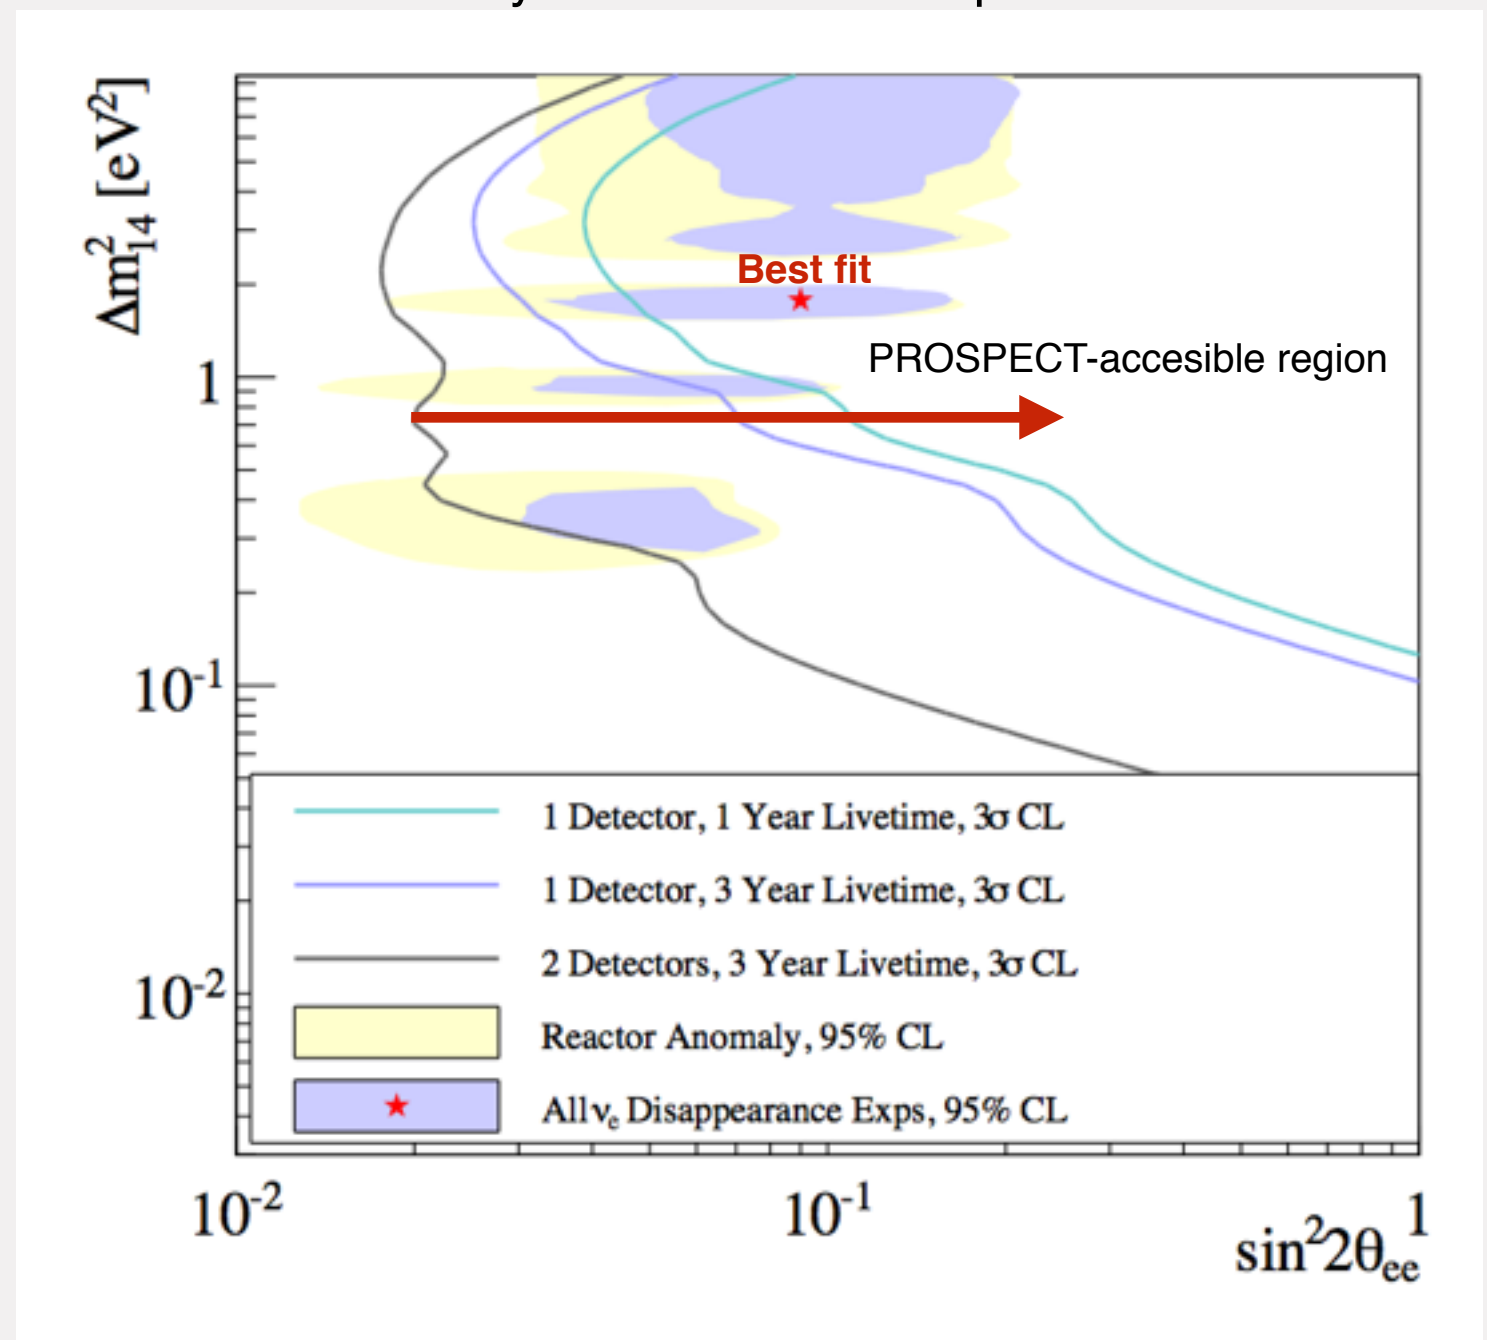 Δm²₁₄ [eV²]
Best fit
PROSPECT-accesible region
1
10⁻¹
10⁻²
1 Detector, 1 Year Livetime, 3σ CL
1 Detector, 3 Year Livetime, 3σ CL
2 Detectors, 3 Year Livetime, 3σ CL
Reactor Anomaly, 95% CL
All νₑ Disappearance Exps, 95% CL
10⁻²
10⁻¹
1
sin²2θₑₑ